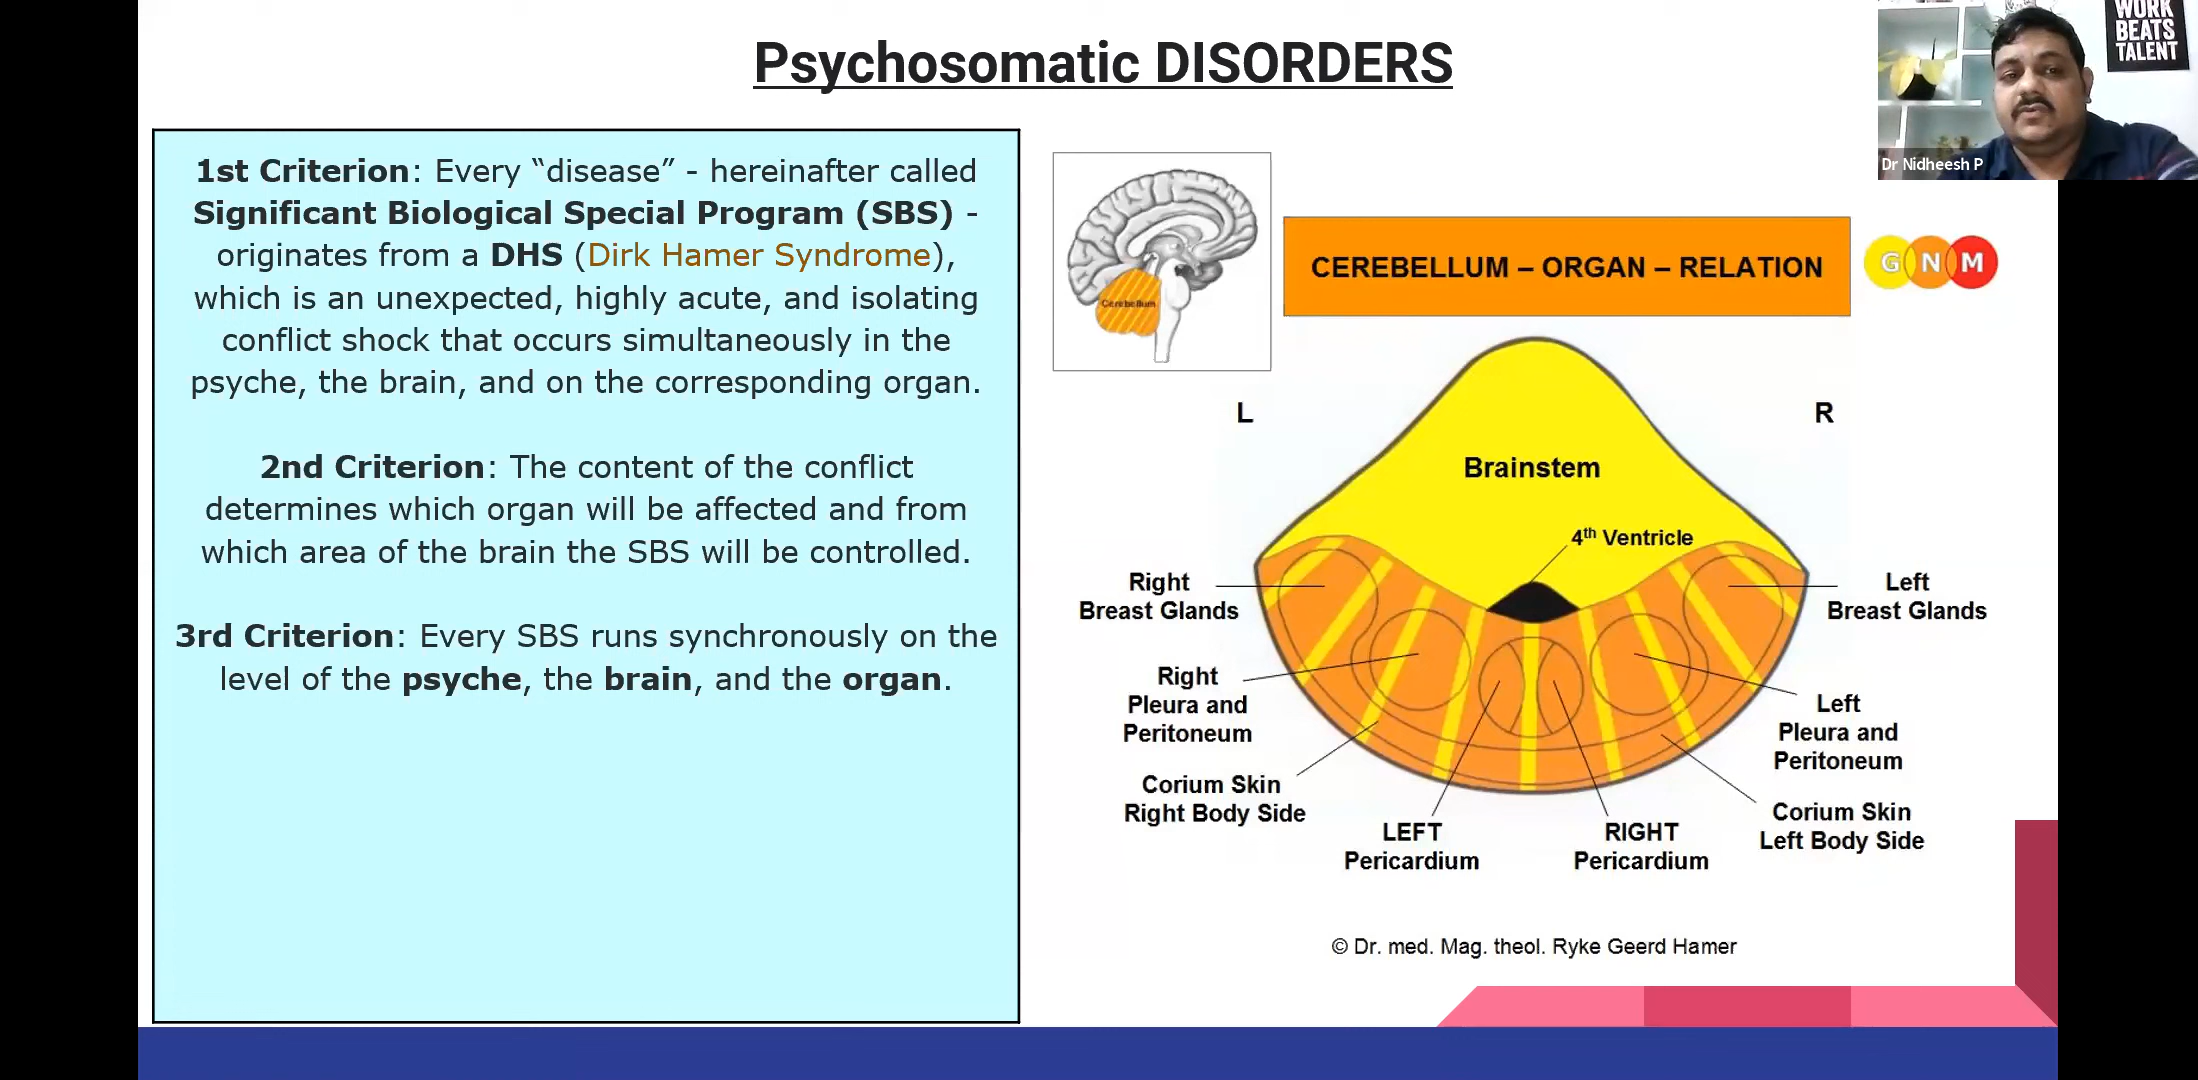 Psychosomatic DISORDERS
WORK
BEATS
TALENT
Dr Nidheesh P
1st Criterion: Every “disease” - hereinafter called
Significant Biological Special Program (SBS) -
originates from a DHS (Dirk Hamer Syndrome),
which is an unexpected, highly acute, and isolating
conflict shock that occurs simultaneously in the
psyche, the brain, and on the corresponding organ.
2nd Criterion: The content of the conflict
determines which organ will be affected and from
which area of the brain the SBS will be controlled.
3rd Criterion: Every SBS runs synchronously on the
level of the psyche, the brain, and the organ.
Cerebellum
CEREBELLUM – ORGAN – RELATION
G N M
L
R
Brainstem
4th Ventricle
Right
Breast Glands
Left
Breast Glands
Right
Pleura and
Peritoneum
Left
Pleura and
Peritoneum
Corium Skin
Right Body Side
LEFT
Pericardium
RIGHT
Pericardium
Corium Skin
Left Body Side
© Dr. med. Mag. theol. Ryke Geerd Hamer